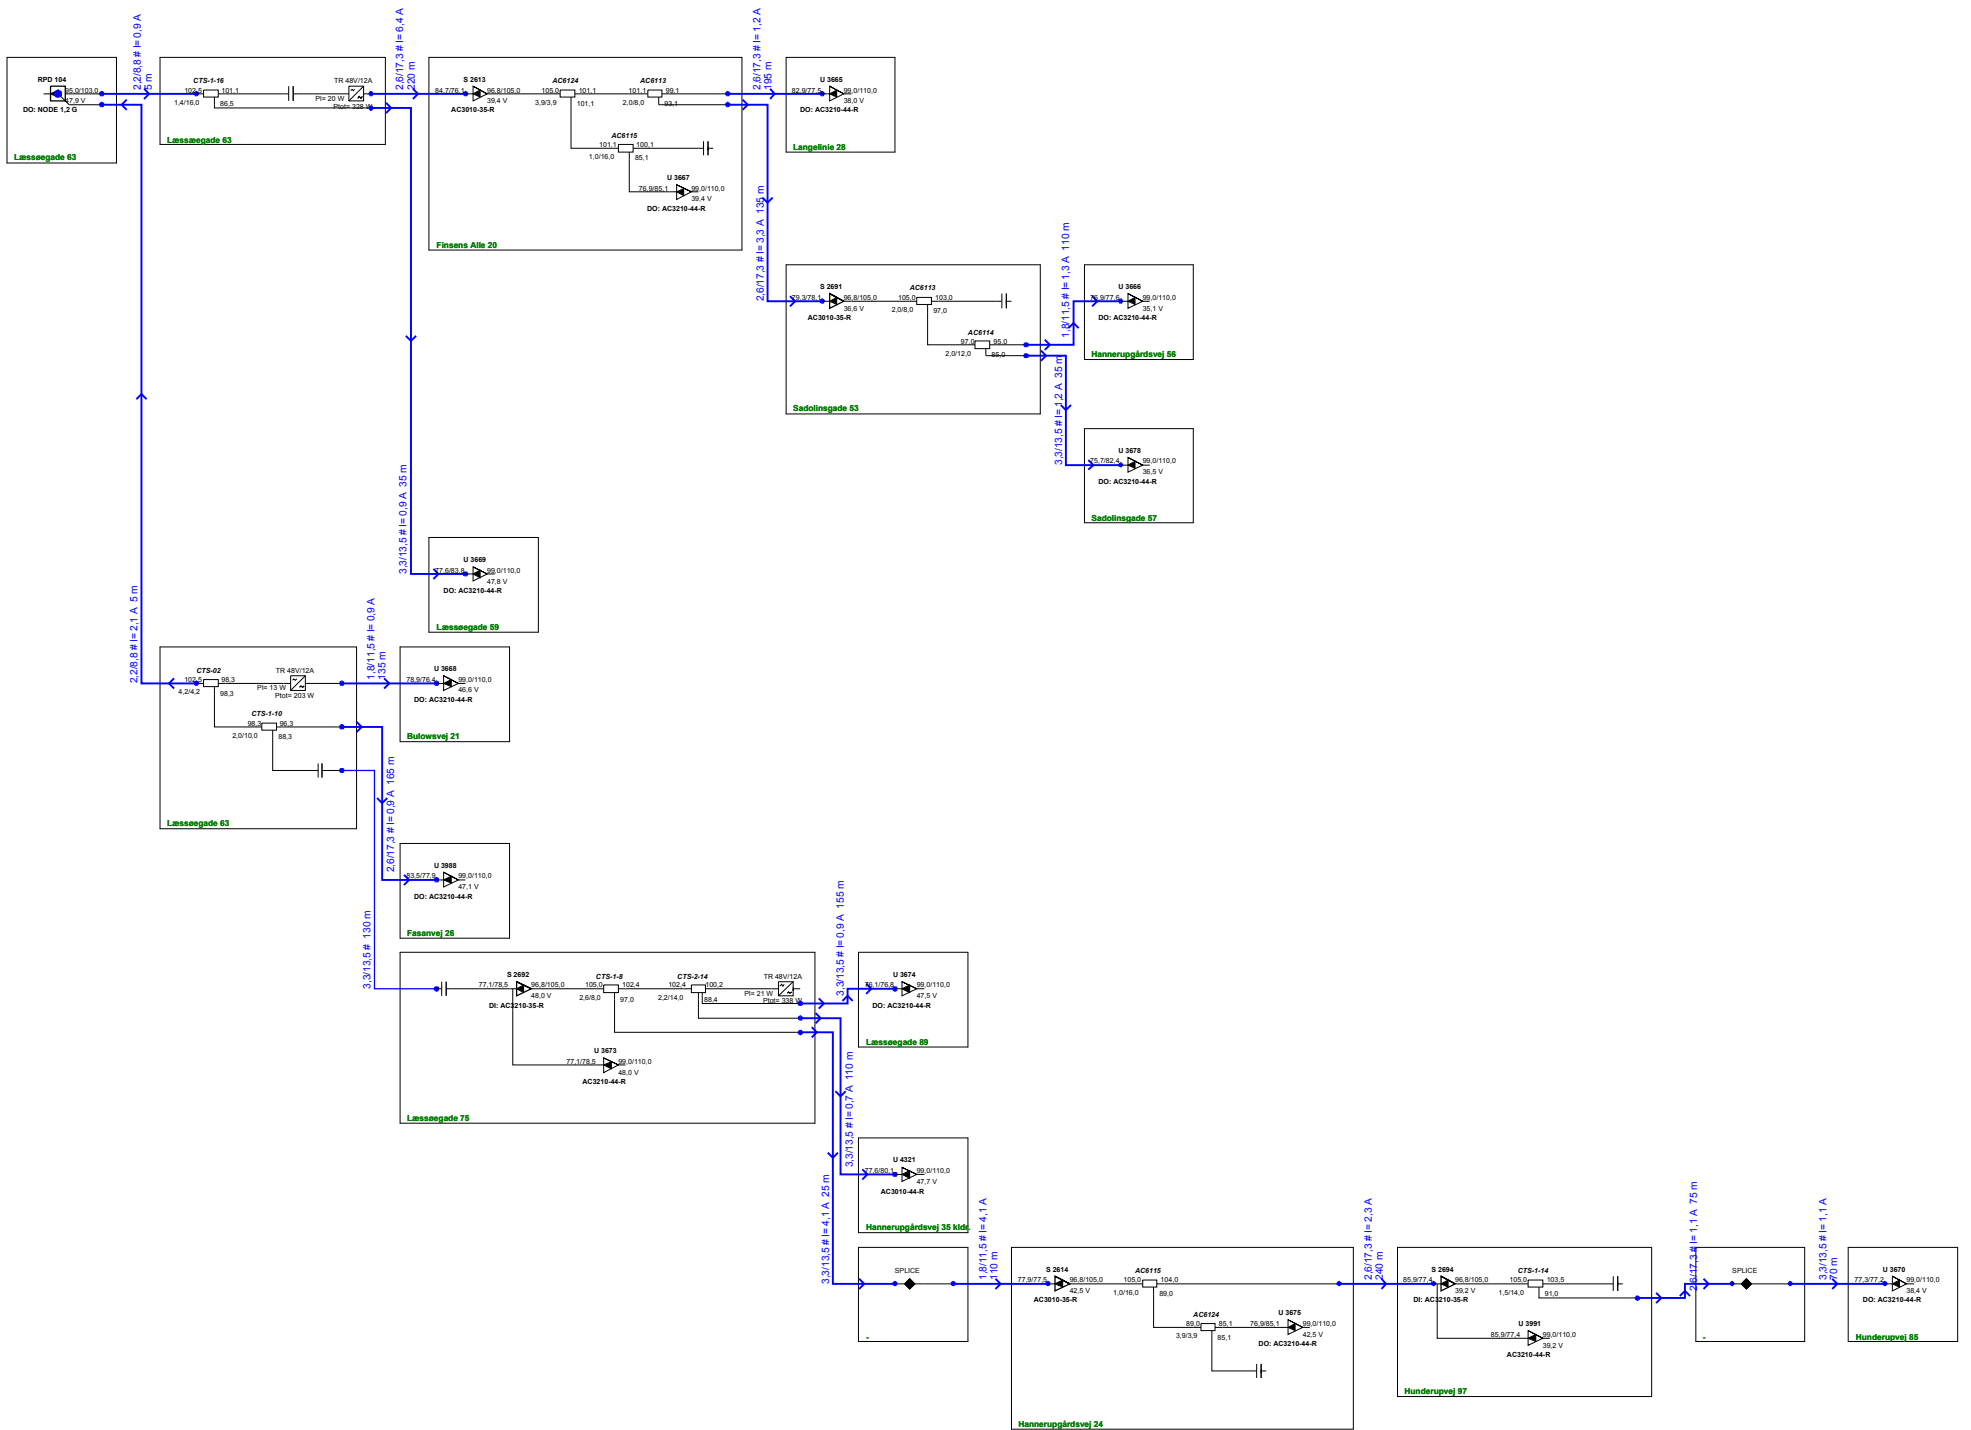 RPD 104
95,0/103,0
47,9 V
DO: NODE 1,2 G
Læssøegade 63
2,2/8,8 # I= 0,9 A
5 m
CTS-1-16
102,5
101,1
1,4/16,0
86,5
TR 48V/12A
PI= 20 W
Ptot= 328 W
Læssæegade 63
2,6/17,3 # I= 6,4 A
220 m
S 2613
84,7/76,1
96,8/105,0
39,4 V
AC3010-35-R
AC6124
105,0
101,1
3,9/3,9
101,1
AC6113
101,1
99,1
2,0/8,0
93,1
AC6115
101,1
100,1
1,0/16,0
85,1
U 3667
76,9/85,1
99,0/110,0
39,4 V
DO: AC3210-44-R
Finsens Alle 20
2,6/17,3 # I= 1,2 A
195 m
U 3665
82,9/77,5
99,0/110,0
38,0 V
DO: AC3210-44-R
Langelinie 28
2,6/17,3 # I= 3,3 A 135 m
S 2691
79,3/78,1
96,8/105,0
36,6 V
AC3010-35-R
AC6113
105,0
103,0
2,0/8,0
97,0
AC6114
97,0
95,0
2,0/12,0
85,0
Sadolinsgade 53
1,8/11,5 # I= 1,3 A 110 m
U 3666
76,9/77,6
99,0/110,0
35,1 V
DO: AC3210-44-R
Hannerupgårdsvej 56
3,3/13,5 # I= 1,2 A 35 m
U 3678
75,7/82,4
99,0/110,0
36,5 V
DO: AC3210-44-R
Sadolinsgade 57
3,3/13,5 # I= 0,9 A 35 m
U 3669
77,6/83,8
99,0/110,0
47,8 V
DO: AC3210-44-R
Læssøegade 59
2,2/8,8 # I= 2,1 A 5 m
CTS-02
102,5
98,3
4,2/4,2
98,3
TR 48V/12A
PI= 13 W
Ptot= 203 W
CTS-1-10
98,3
96,3
2,0/10,0
88,3
Læssøegade 63
1,8/11,5 # I= 0,9 A
135 m
U 3668
78,9/76,4
99,0/110,0
46,6 V
DO: AC3210-44-R
Bulowsvej 21
2,6/17,3 # I= 0,9 A 165 m
U 3988
83,5/77,9
99,0/110,0
47,1 V
DO: AC3210-44-R
Fasanvej 26
3,3/13,5 # 130 m
S 2692
77,1/78,5
96,8/105,0
48,0 V
DI: AC3210-35-R
CTS-1-8
105,0
102,4
2,6/8,0
97,0
CTS-2-14
102,4
100,2
2,2/14,0
88,4
TR 48V/12A
PI= 21 W
Ptot= 338 W
U 3673
77,1/78,5
99,0/110,0
48,0 V
AC3210-44-R
Læssøegade 75
3,3/13,5 # I= 0,9 A 155 m
U 3674
76,1/76,8
99,0/110,0
47,5 V
DO: AC3210-44-R
Læssøegade 89
3,3/13,5 # I= 0,7 A 110 m
U 4321
77,6/80,1
99,0/110,0
47,7 V
AC3010-44-R
Hannerupgårdsvej 35 kldr.
3,3/13,5 # I= 4,1 A 25 m
SPLICE
-
1,8/11,5 # I= 4,1 A
110 m
S 2614
77,9/77,5
96,8/105,0
42,5 V
AC3010-35-R
AC6115
105,0
104,0
1,0/16,0
89,0
AC6124
89,0
85,1
3,9/3,9
85,1
U 3675
76,9/85,1
99,0/110,0
42,5 V
DO: AC3210-44-R
Hannerupgårdsvej 24
2,6/17,3 # I= 2,3 A
240 m
S 2694
85,9/77,4
96,8/105,0
39,2 V
DI: AC3210-35-R
CTS-1-14
105,0
103,5
1,5/14,0
91,0
U 3991
85,9/77,4
99,0/110,0
39,2 V
AC3210-44-R
Hunderupvej 97
2,6/17,3 # I= 1,1 A 75 m
SPLICE
-
3,3/13,5 # I= 1,1 A
70 m
U 3670
77,3/77,2
99,0/110,0
38,4 V
DO: AC3210-44-R
Hunderupvej 85